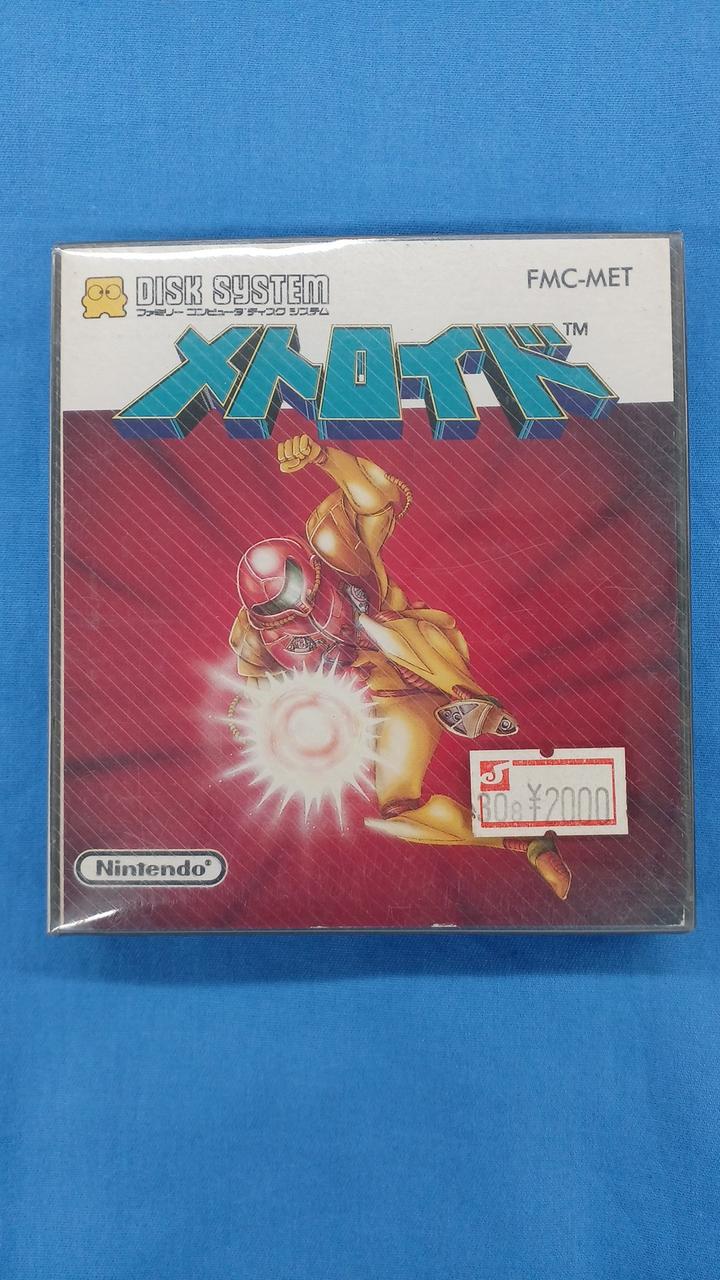 DISK SYSTEM
ファミリー コンピュータ ディスク システム
FMC-MET
メトロイド™
308 ¥2000
Nintendo®